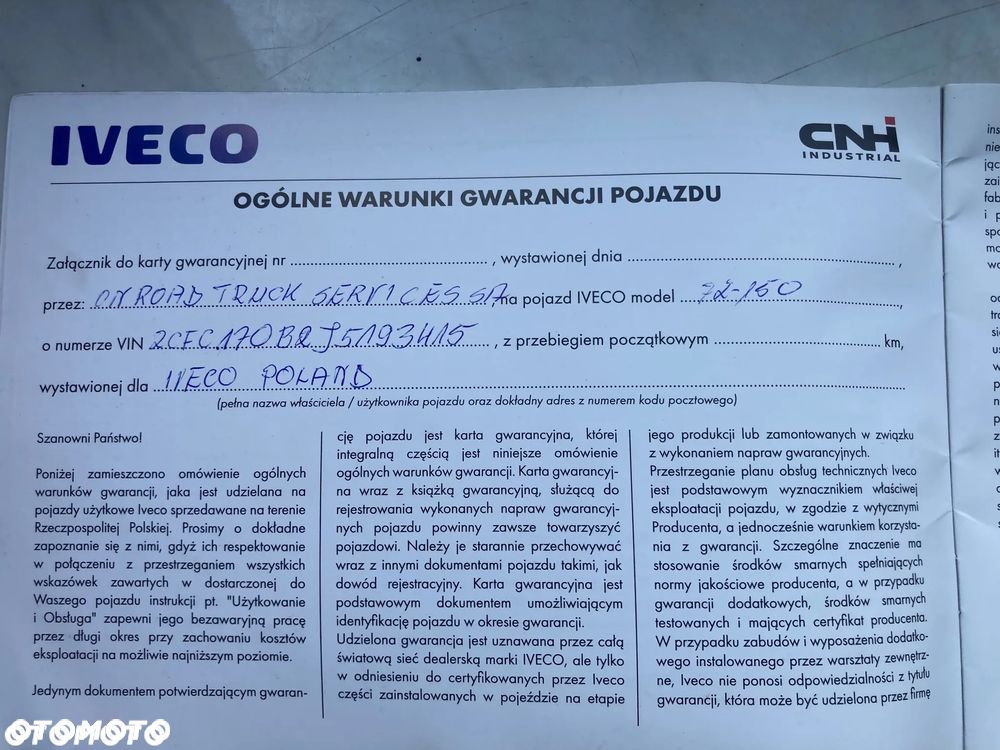 IVECO
CNH
INDUSTRIAL
OGÓLNE WARUNKI GWARANCJI POJAZDU
Załącznik do karty gwarancyjnej nr ........ , wystawionej dnia ........ ,
przez: ON ROAD TRUCK SERVICES SA na pojazd IVECO model 72-150 ,
o numerze VIN ZCFC170B2J5193415 , z przebiegiem początkowym ........ km,
wystawionej dla IVECO POLAND
(pełna nazwa właściciela / użytkownika pojazdu oraz dokładny adres z numerem kodu pocztowego)
Szanowni Państwo!
Poniżej zamieszczono omówienie ogólnych
warunków gwarancji, jaka jest udzielana na
pojazdy użytkowe Iveco sprzedawane na terenie
Rzeczpospolitej Polskiej. Prosimy o dokładne
zapoznanie się z nimi, gdyż ich respektowanie
w połączeniu z przestrzeganiem wszystkich
wskazówek zawartych w dostarczonej do
Waszego pojazdu instrukcji pt. "Użytkowanie
i Obsługa" zapewni jego bezawaryjną pracę
przez długi okres przy zachowaniu kosztów
eksploatacji na możliwie najniższym poziomie.
Jedynym dokumentem potwierdzającym gwaran-
cję pojazdu jest karta gwarancyjna, której
integralną częścią jest niniejsze omówienie
ogólnych warunków gwarancji. Karta gwarancyj-
na wraz z książką gwarancyjną, służącą do
rejestrowania wykonanych napraw gwarancyj-
nych pojazdu powinny zawsze towarzyszyć
pojazdowi. Należy je starannie przechowywać
wraz z innymi dokumentami pojazdu takimi, jak
dowód rejestracyjny. Karta gwarancyjna jest
podstawowym dokumentem umożliwiającym
identyfikację pojazdu w okresie gwarancji.
Udzielona gwarancja jest uznawana przez całą
światową sieć dealerską marki IVECO, ale tylko
w odniesieniu do certyfikowanych przez Iveco
części zainstalowanych w pojeździe na etapie
jego produkcji lub zamontowanych w związku
z wykonaniem napraw gwarancyjnych.
Przestrzeganie planu obsług technicznych Iveco
jest podstawowym wyznacznikiem właściwej
eksploatacji pojazdu, w zgodzie z wytycznymi
Producenta, a jednocześnie warunkiem korzysta-
nia z gwarancji. Szczególne znaczenie ma
stosowanie środków smarnych spełniających
normy jakościowe producenta, a w przypadku
gwarancji dodatkowych, środków smarnych
testowanych i mających certyfikat producenta.
W przypadku zabudów i wyposażenia dodatko-
wego instalowanego przez warsztaty zewnętrz-
ne, Iveco nie ponosi odpowiedzialności z tytułu
gwarancji, która może być udzielona przez firmę
OTOMOTO